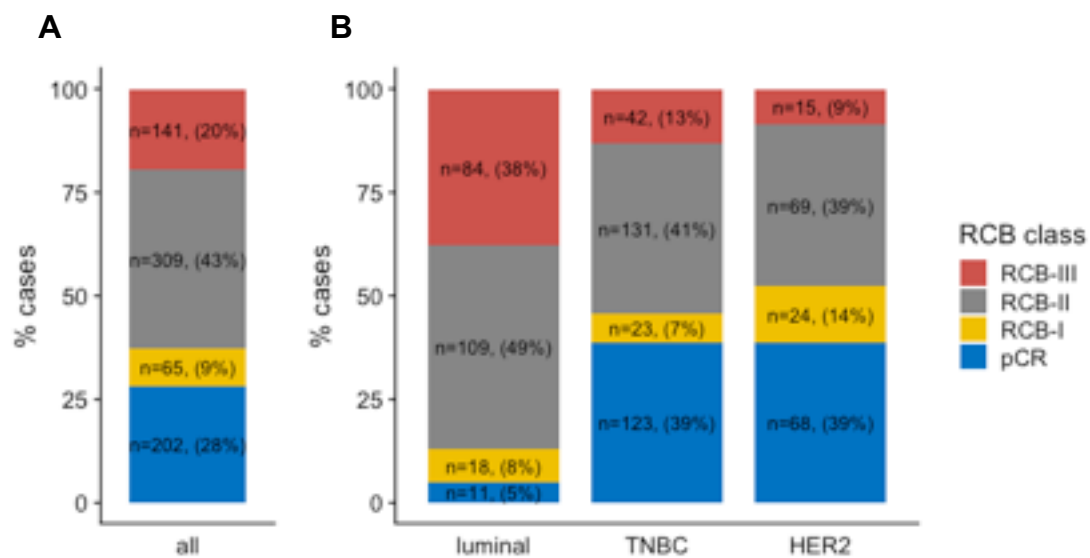 A
B
% cases
100
75
50
25
0
n=141, (20%)
n=309, (43%)
n=65, (9%)
n=202, (28%)
all
% cases
100
75
50
25
0
n=84, (38%)
n=109, (49%)
n=18, (8%)
n=11, (5%)
n=42, (13%)
n=131, (41%)
n=23, (7%)
n=123, (39%)
n=15, (9%)
n=69, (39%)
n=24, (14%)
n=68, (39%)
luminal
TNBC
HER2
RCB class
RCB-III
RCB-II
RCB-I
pCR